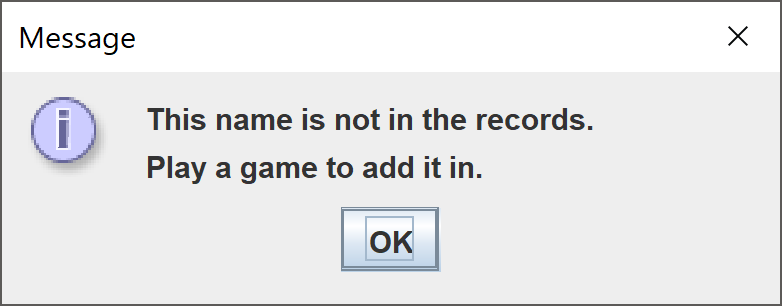 Message
This name is not in the records.
Play a game to add it in.
OK